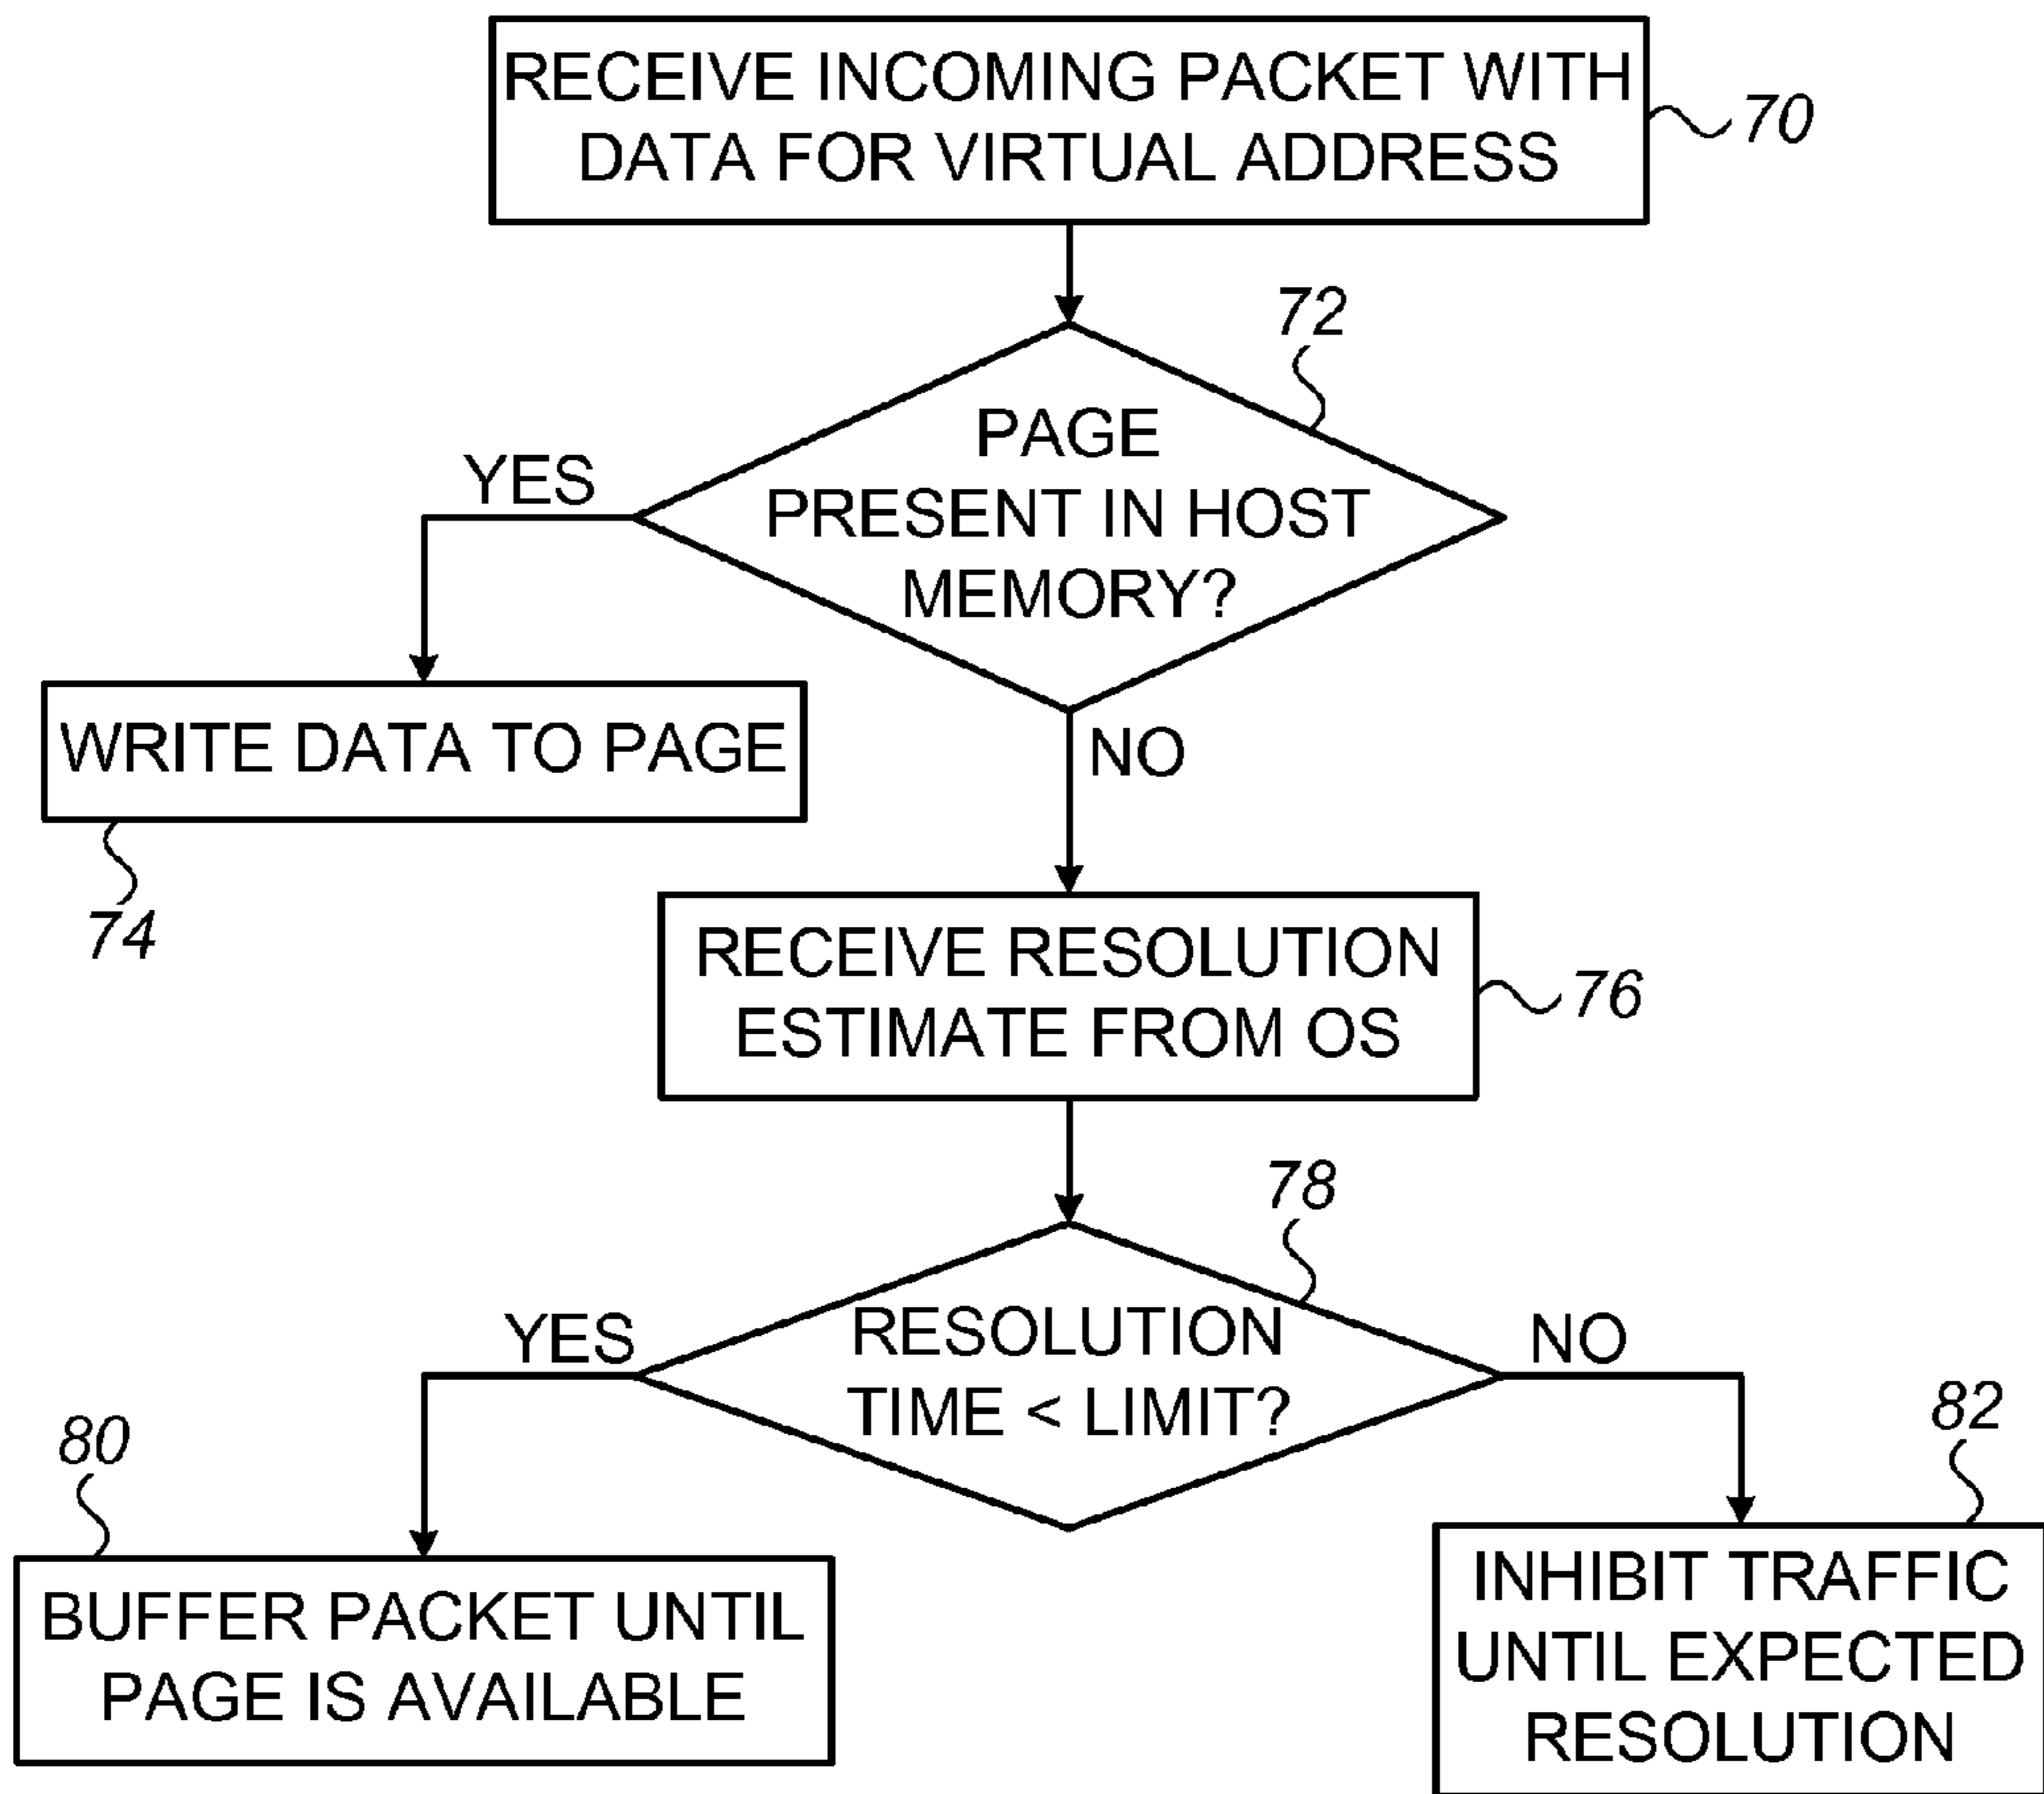 RECEIVE INCOMING PACKET WITH
DATA FOR VIRTUAL ADDRESS
70
72
PAGE
PRESENT IN HOST
MEMORY?
YES
WRITE DATA TO PAGE
74
NO
RECEIVE RESOLUTION
ESTIMATE FROM OS
76
78
RESOLUTION
TIME < LIMIT?
YES
NO
80
BUFFER PACKET UNTIL
PAGE IS AVAILABLE
82
INHIBIT TRAFFIC
UNTIL EXPECTED
RESOLUTION